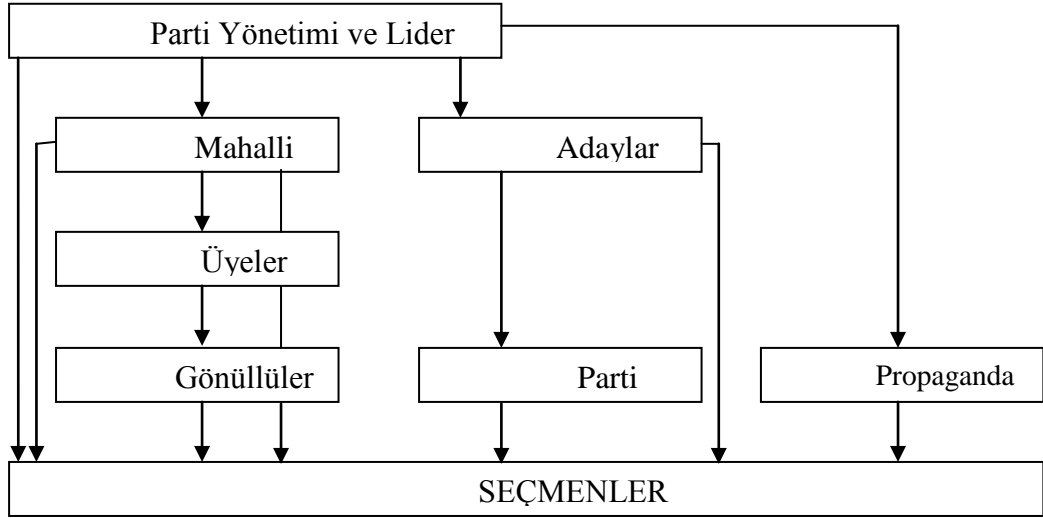 Parti Yönetimi ve Lider
Mahalli
Adaylar
Üyeler
Gönüllüler
Parti
Propaganda
SEÇMENLER